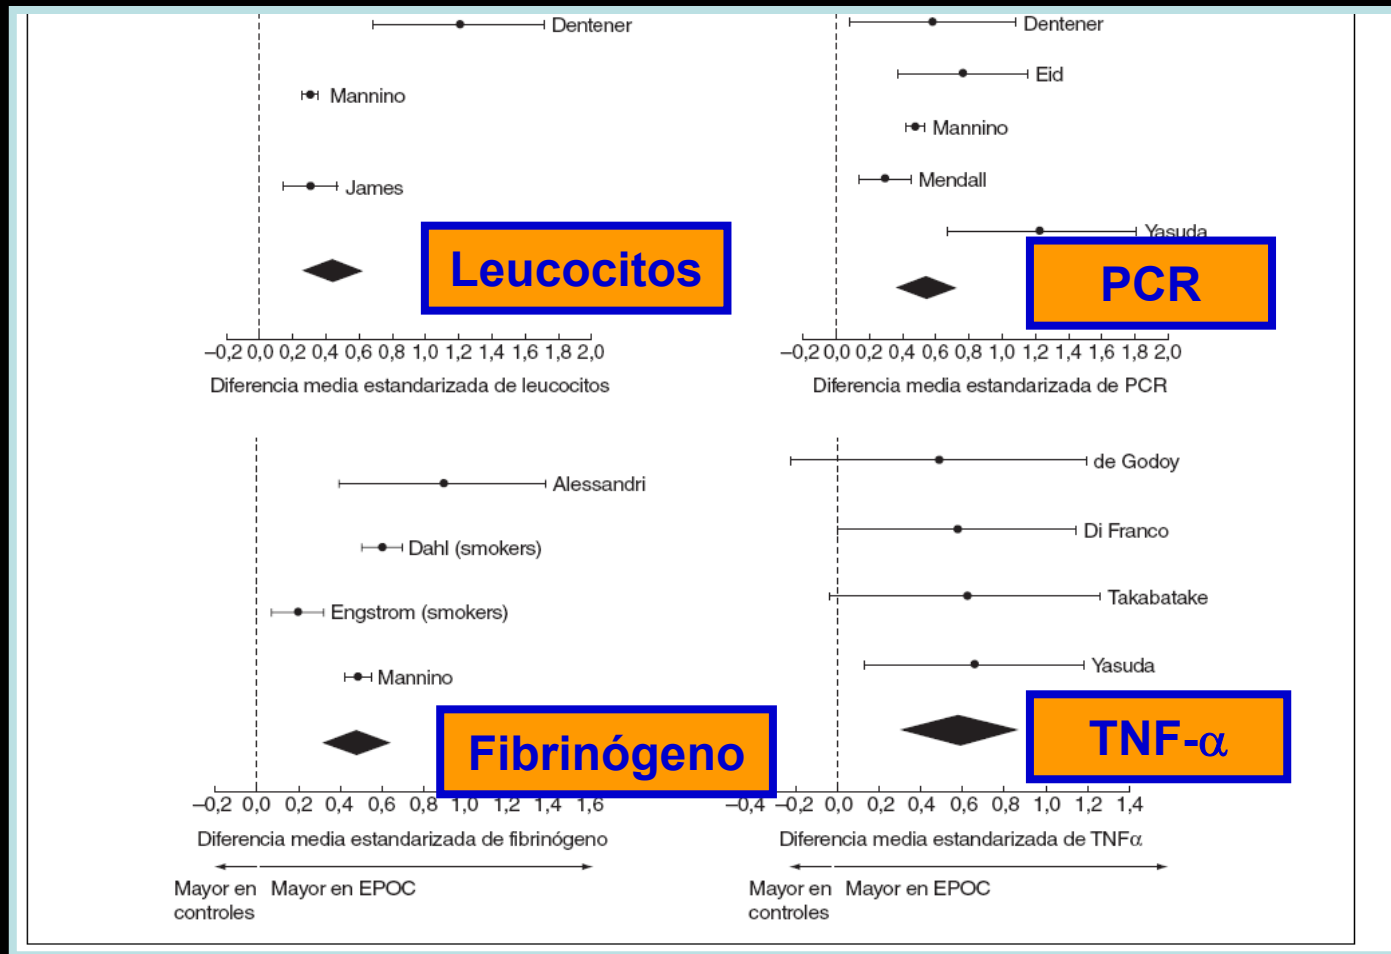 Dentener
Mannino
James
Leucocitos
–0,2 0,0 0,2 0,4 0,6 0,8 1,0 1,2 1,4 1,6 1,8 2,0
Diferencia media estandarizada de leucocitos
Dentener
Eid
Mannino
Mendall
Yasuda
PCR
–0,2 0,0 0,2 0,4 0,6 0,8 1,0 1,2 1,4 1,6 1,8 2,0
Diferencia media estandarizada de PCR
Alessandri
Dahl (smokers)
Engstrom (smokers)
Mannino
Fibrinógeno
–0,2 0,0 0,2 0,4 0,6 0,8 1,0 1,2 1,4 1,6
Diferencia media estandarizada de fibrinógeno
Mayor en controles
Mayor en EPOC
de Godoy
Di Franco
Takabatake
Yasuda
TNF-α
–0,4 –0,2 0,0 0,2 0,4 0,6 0,8 1,0 1,2 1,4
Diferencia media estandarizada de TNFα
Mayor en controles
Mayor en EPOC